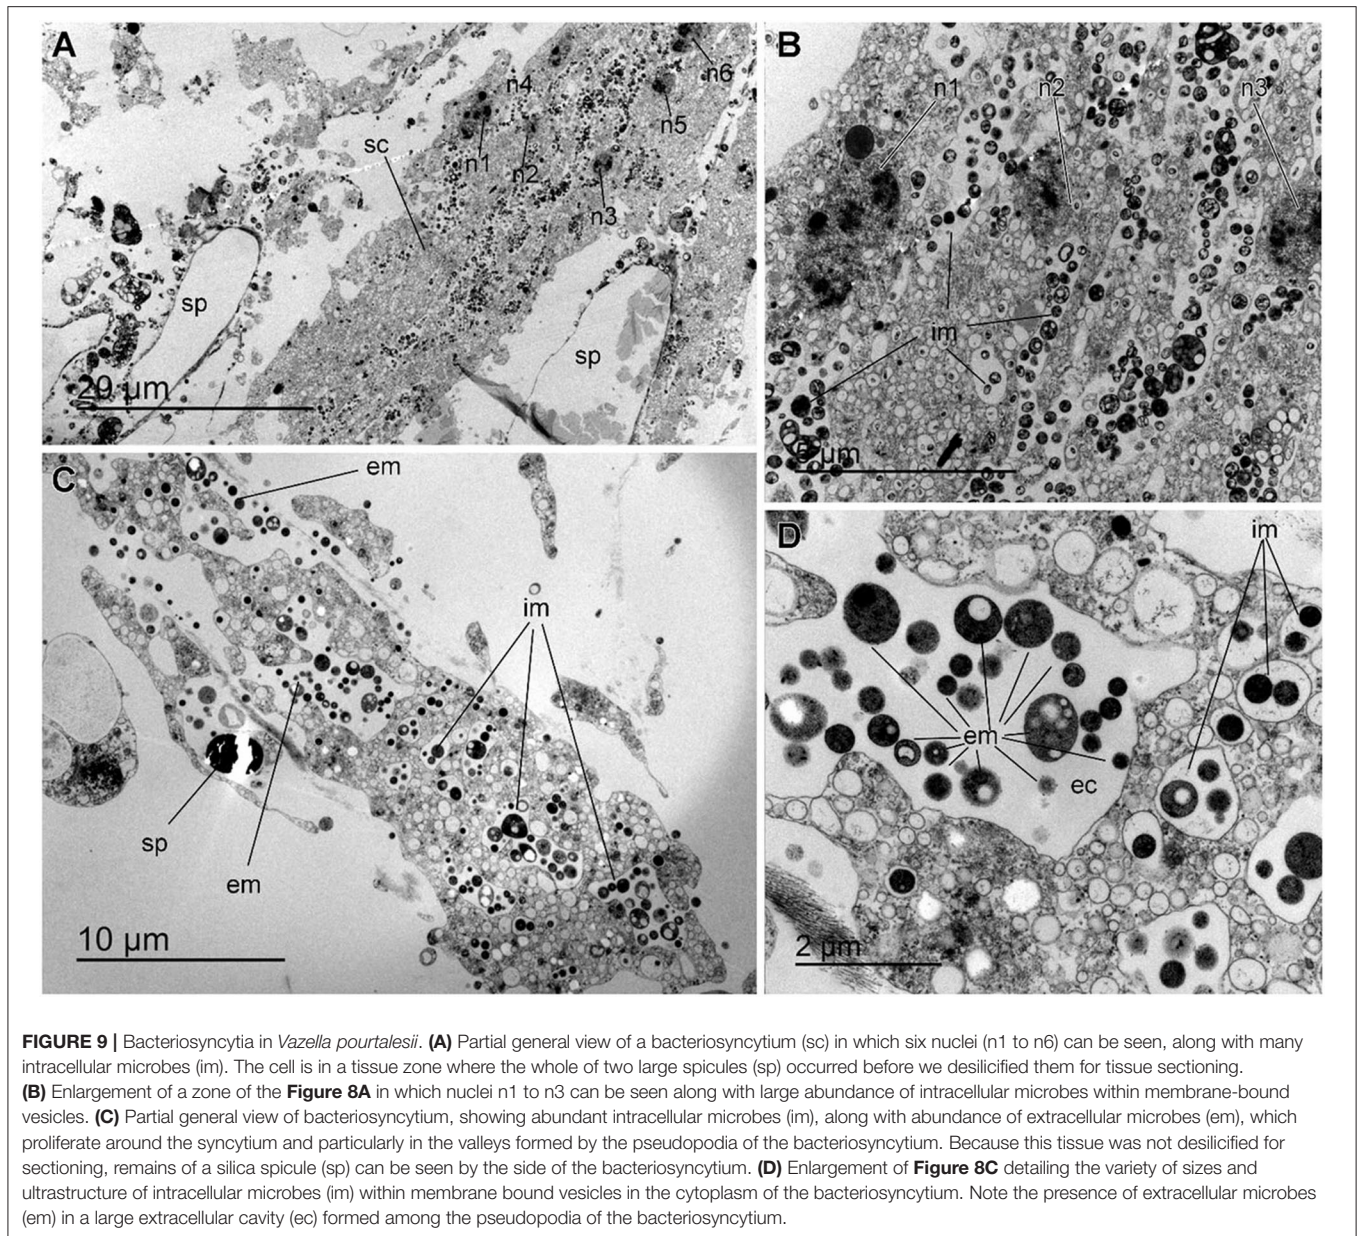 A
n4
n6
n5
sc
n1
n2
n3
sp
sp
20 µm
B
n1
n2
n3
im
5 µm
C
em
im
sp
em
10 µm
D
im
em
ec
2 µm
FIGURE 9 | Bacteriosyncytia in Vazella pourtalesii. (A) Partial general view of a bacteriosyncytium (sc) in which six nuclei (n1 to n6) can be seen, along with many
intracellular microbes (im). The cell is in a tissue zone where the whole of two large spicules (sp) occurred before we desilicified them for tissue sectioning.
(B) Enlargement of a zone of the Figure 8A in which nuclei n1 to n3 can be seen along with large abundance of intracellular microbes within membrane-bound
vesicles. (C) Partial general view of bacteriosyncytium, showing abundant intracellular microbes (im), along with abundance of extracellular microbes (em), which
proliferate around the syncytium and particularly in the valleys formed by the pseudopodia of the bacteriosyncytium. Because this tissue was not desilicified for
sectioning, remains of a silica spicule (sp) can be seen by the side of the bacteriosyncytium. (D) Enlargement of Figure 8C detailing the variety of sizes and
ultrastructure of intracellular microbes (im) within membrane bound vesicles in the cytoplasm of the bacteriosyncytium. Note the presence of extracellular microbes
(em) in a large extracellular cavity (ec) formed among the pseudopodia of the bacteriosyncytium.